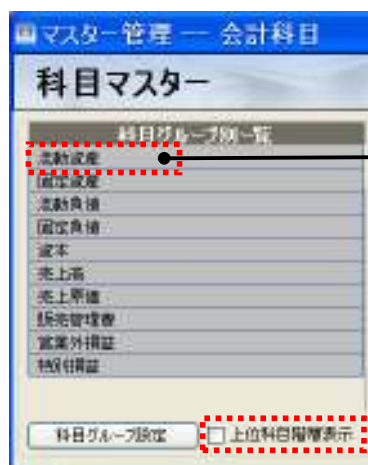 マスター管理 ― 会計科目
科目マスター
科目グループ別一覧
流動資産
固定資産
流動負債
固定負債
資本
売上高
売上原価
販売管理費
営業外損益
特別損益
科目グループ設定
上位科目階層表示